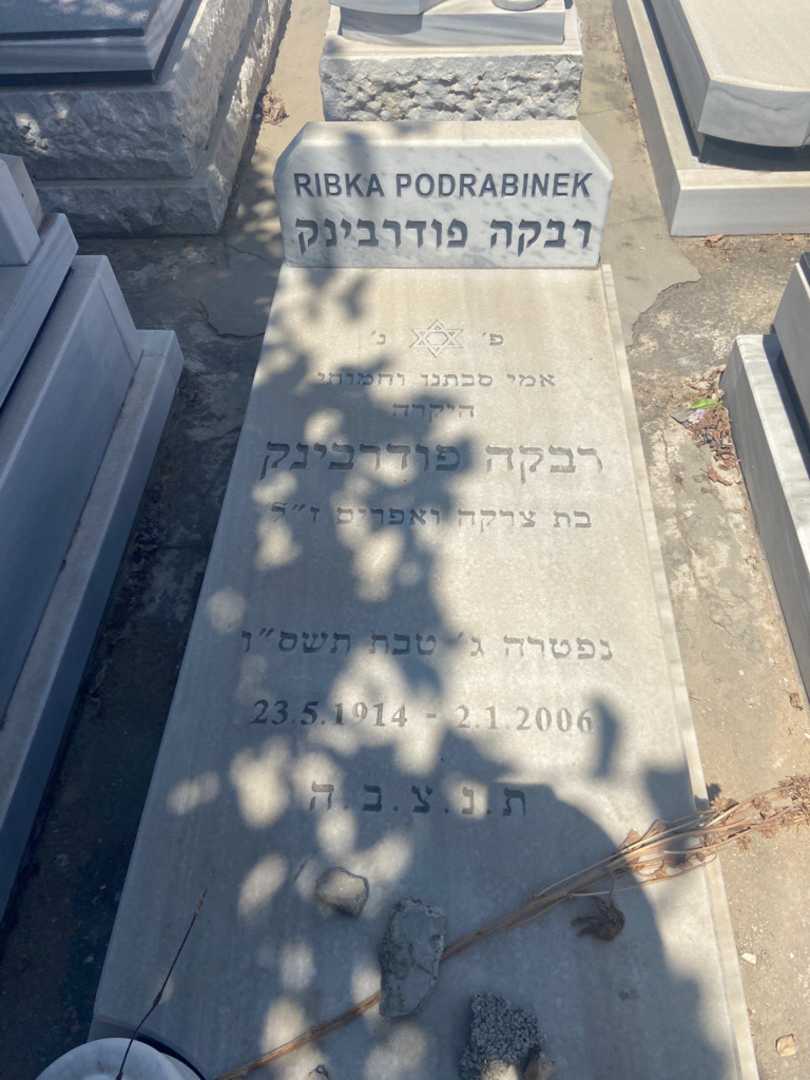 RIBKA PODRABINEK
רבקה פודרבינק
פ׳ נ׳
אמי סבתנו וחמותי
היקרה
רבקה פודרבינק
בת צרקה ואפרים ז״ל
נפטרה ג׳ טבת תשס״ו
23.5.1914 - 2.1.2006
ת.נ.צ.ב.ה